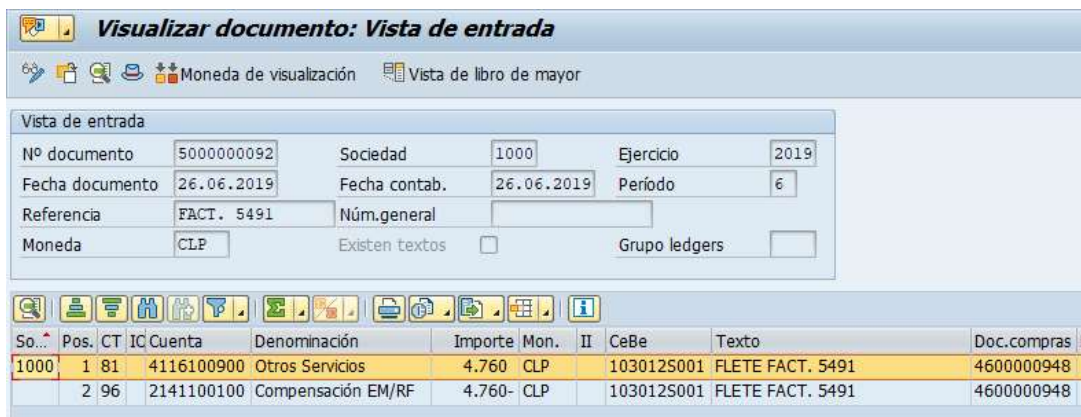 Visualizar documento: Vista de entrada
Moneda de visualización Vista de libro de mayor
Vista de entrada
Nº documento 5000000092 Sociedad 1000 Ejercicio 2019
Fecha documento 26.06.2019 Fecha contab. 26.06.2019 Período 6
Referencia FACT. 5491 Núm.general
Moneda CLP Existen textos Grupo ledgers
So... Pos. CT IC Cuenta Denominación Importe Mon. II CeBe Texto Doc.compras
1000 1 81 4116100900 Otros Servicios 4.760 CLP 103012S001 FLETE FACT. 5491 4600000948
2 96 2141100100 Compensación EM/RF 4.760- CLP 103012S001 FLETE FACT. 5491 4600000948